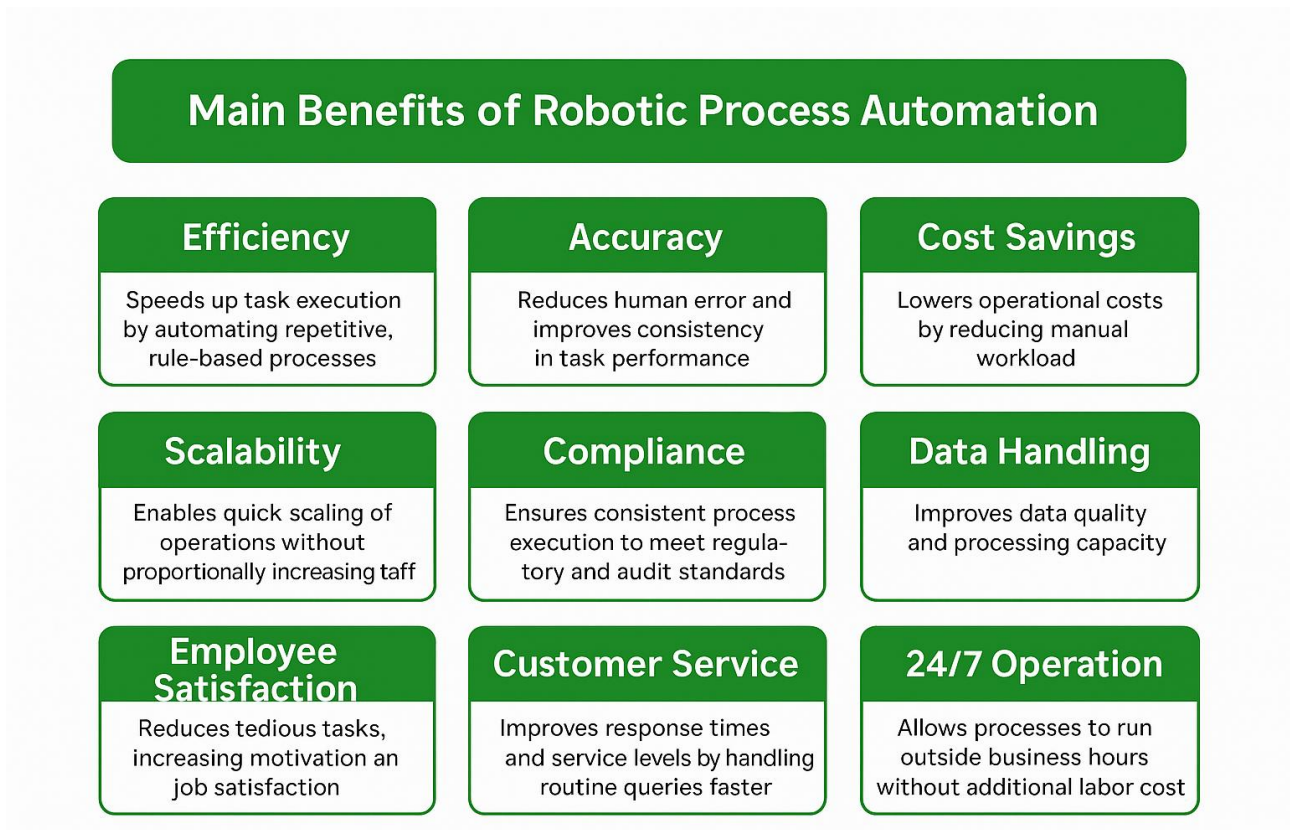 Main Benefits of Robotic Process Automation
Efficiency
Speeds up task execution
by automating repetitive,
rule-based processes
Accuracy
Reduces human error and
improves consistency
in task performance
Cost Savings
Lowers operational costs
by reducing manual
workload
Scalability
Enables quick scaling of
operations without
proportionally increasing taff
Compliance
Ensures consistent process
execution to meet regula-
tory and audit standards
Data Handling
Improves data quality
and processing capacity
Employee
Satisfaction
Reduces tedious tasks,
increasing motivation an
job satisfaction
Customer Service
Improves response times
and service levels by handling
routine queries faster
24/7 Operation
Allows processes to run
outside business hours
without additional labor cost